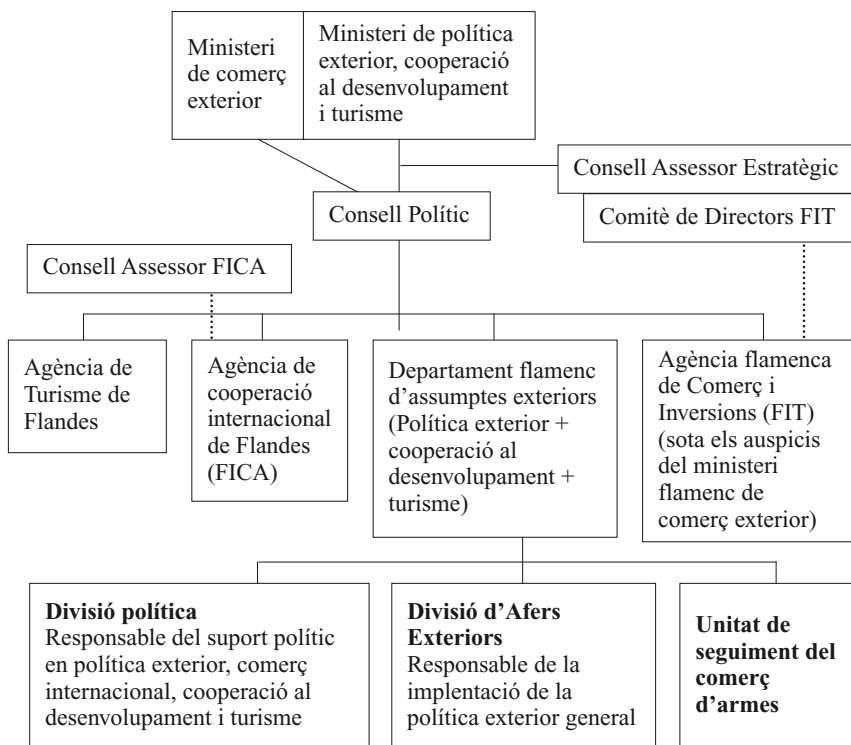 Ministeri
de comerç
exterior
Ministeri de política
exterior, cooperació
al desenvolupament
i turisme
Consell Assessor Estratègic
Consell Polític
Comitè de Directors FIT
Consell Assessor FICA
Agència de
Turisme de
Flandes
Agència de
cooperació
internacional
de Flandes
(FICA)
Departament flamenc
d’assumptes exteriors
(Política exterior +
cooperació al
desenvolupament +
turisme)
Agència flamenca
de Comerç i
Inversions (FIT)
(sota els auspicis
del ministeri
flamenc de
comerç exterior)
Divisió política
Responsable del suport polític
en política exterior, comerç
internacional, cooperació al
desenvolupament i turisme
Divisió d’Afers
Exteriors
Responsable de la
implentació de la
política exterior general
Unitat de
seguiment del
comerç
d'armes